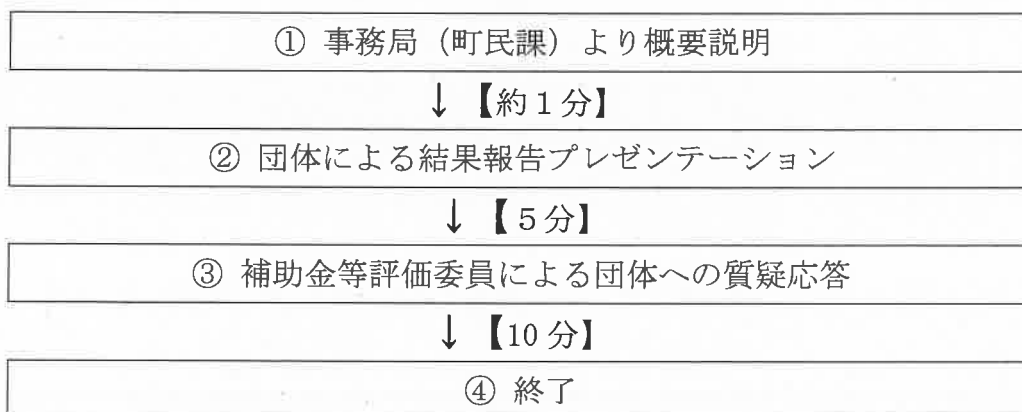 ① 事務局（町民課）より概要説明
↓【約１分】
② 団体による結果報告プレゼンテーション
↓【５分】
③ 補助金等評価委員による団体への質疑応答
↓【10 分】
④ 終了